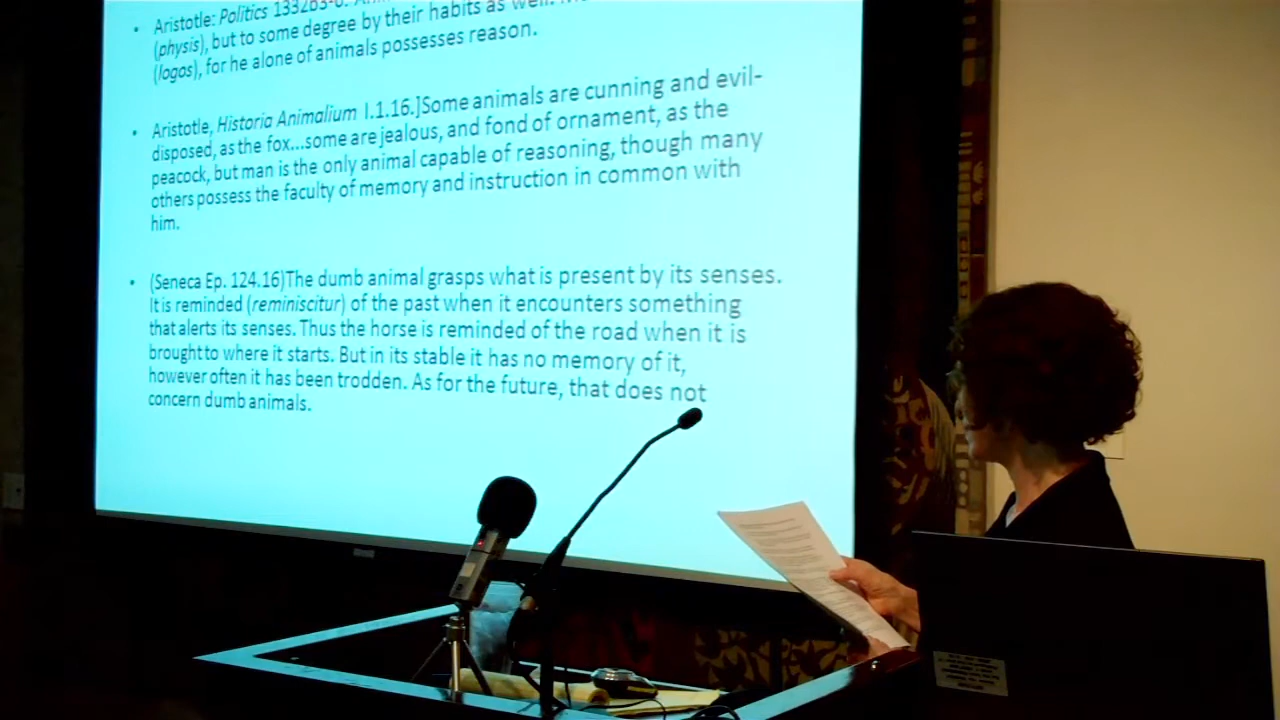 • Aristotle: Politics 1332b3-8.
(physis), but to some degree by their habits as well.
(logos), for he alone of animals possesses reason.
• Aristotle, Historia Animalium I.1.16.]Some animals are cunning and evil-
disposed, as the fox...some are jealous, and fond of ornament, as the
peacock, but man is the only animal capable of reasoning, though many
others possess the faculty of memory and instruction in common with
him.
• (Seneca Ep. 124.16)The dumb animal grasps what is present by its senses.
It is reminded (reminiscitur) of the past when it encounters something
that alerts its senses. Thus the horse is reminded of the road when it is
brought to where it starts. But in its stable it has no memory of it,
however often it has been trodden. As for the future, that does not
concern dumb animals.